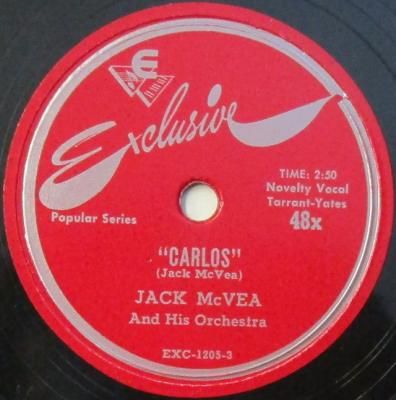 E
Exclusive
Popular Series
TIME: 2:50
Novelty Vocal
Tarrant-Yates
48x
"CARLOS"
(Jack McVea)
JACK McVEA
And His Orchestra
EXC-1205-3